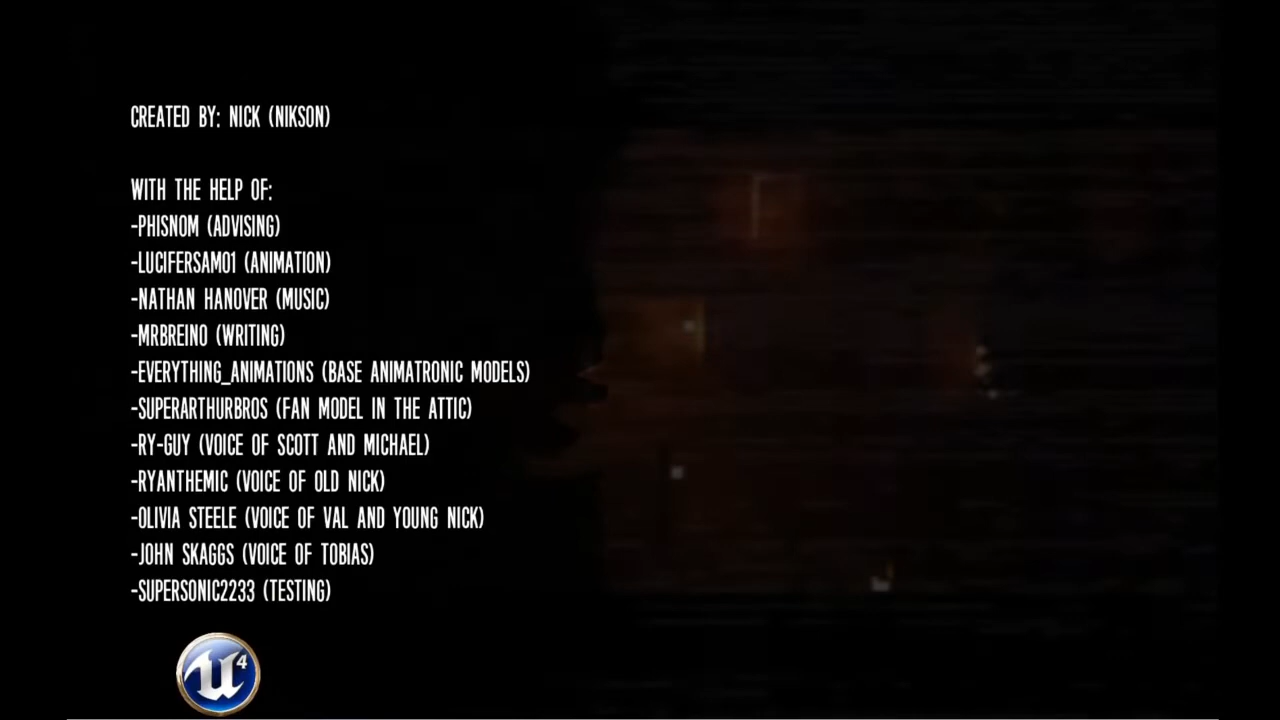 CREATED BY: NICK (NIKSON)
WITH THE HELP OF:
-PHISNOM (ADVISING)
-LUCIFERSAM01 (ANIMATION)
-NATHAN HANOVER (MUSIC)
-MRBREINO (WRITING)
-EVERYTHING_ANIMATIONS (BASE ANIMATRONIC MODELS)
-SUPERARTHURBROS (FAN MODEL IN THE ATTIC)
-RY-GUY (VOICE OF SCOTT AND MICHAEL)
-RYANTHEMIC (VOICE OF OLD NICK)
-OLIVIA STEELE (VOICE OF VAL AND YOUNG NICK)
-JOHN SKAGGS (VOICE OF TOBIAS)
-SUPERSONIC2233 (TESTING)
U4